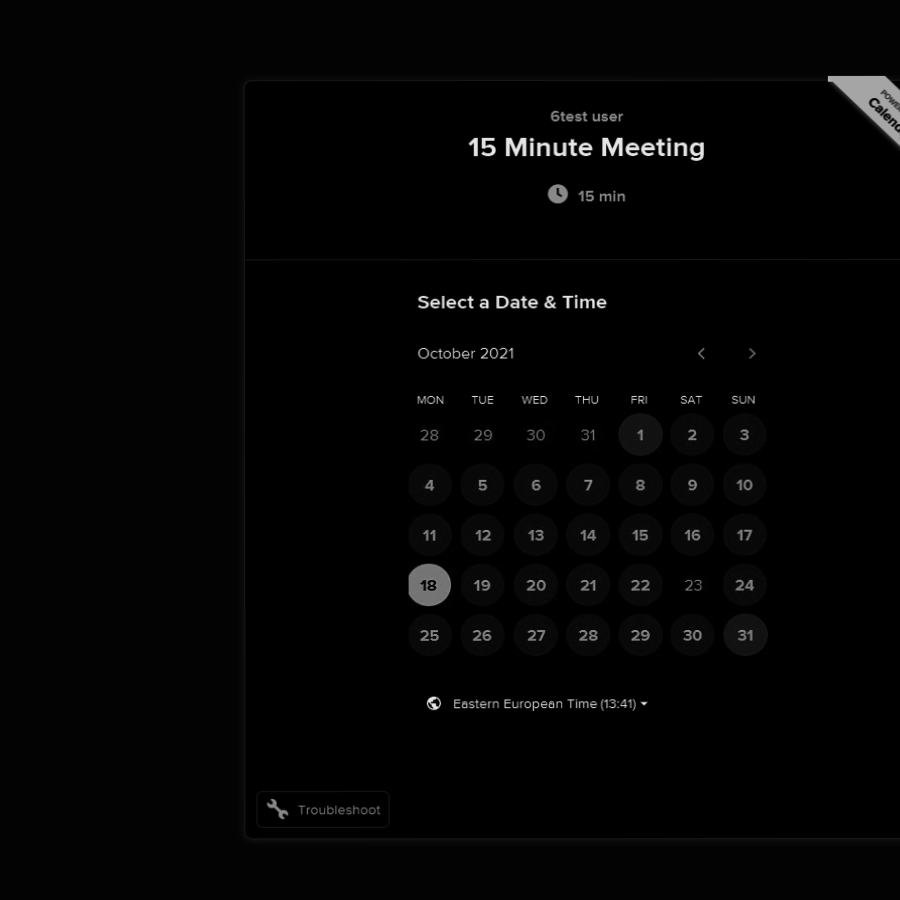 POWE
Calend
6test user
15 Minute Meeting
15 min
Select a Date & Time
October 2021
MON TUE WED THU FRI SAT SUN
28 29 30 31 1 2 3
4 5 6 7 8 9 10
11 12 13 14 15 16 17
18 19 20 21 22 23 24
25 26 27 28 29 30 31
Eastern European Time (13:41)
Troubleshoot